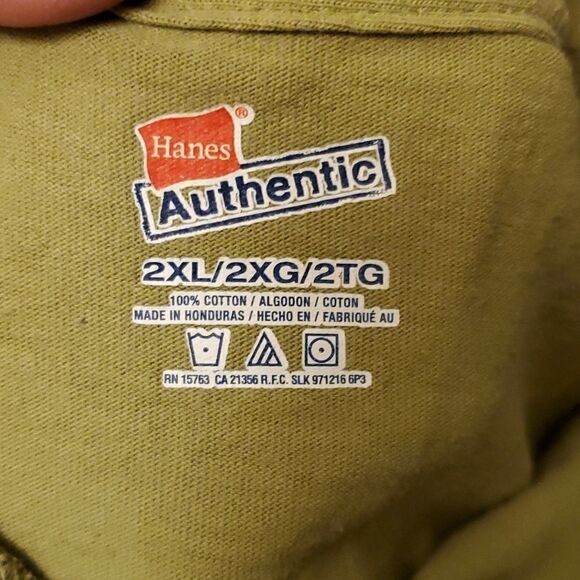 Hanes®
Authentic
2XL/2XG/2TG
100% COTTON / ALGODON / COTON
MADE IN HONDURAS / HECHO EN / FABRIQUÉ AU
RN 15763 CA 21356 R.F.C. SLK 971216 6P3